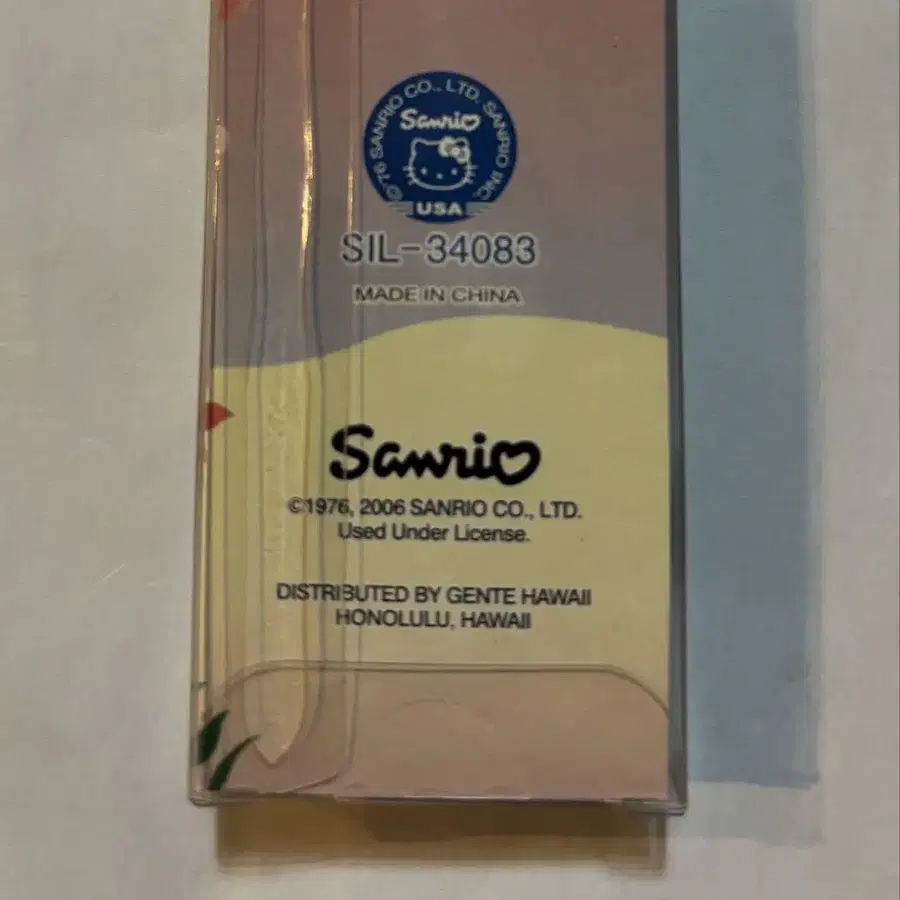 ©'76 SANRIO CO., LTD. SANRIO INC.
Sanrio
USA
SIL-34083
MADE IN CHINA
Sanrio
©1976, 2006 SANRIO CO., LTD.
Used Under License.
DISTRIBUTED BY GENTE HAWAII
HONOLULU, HAWAII